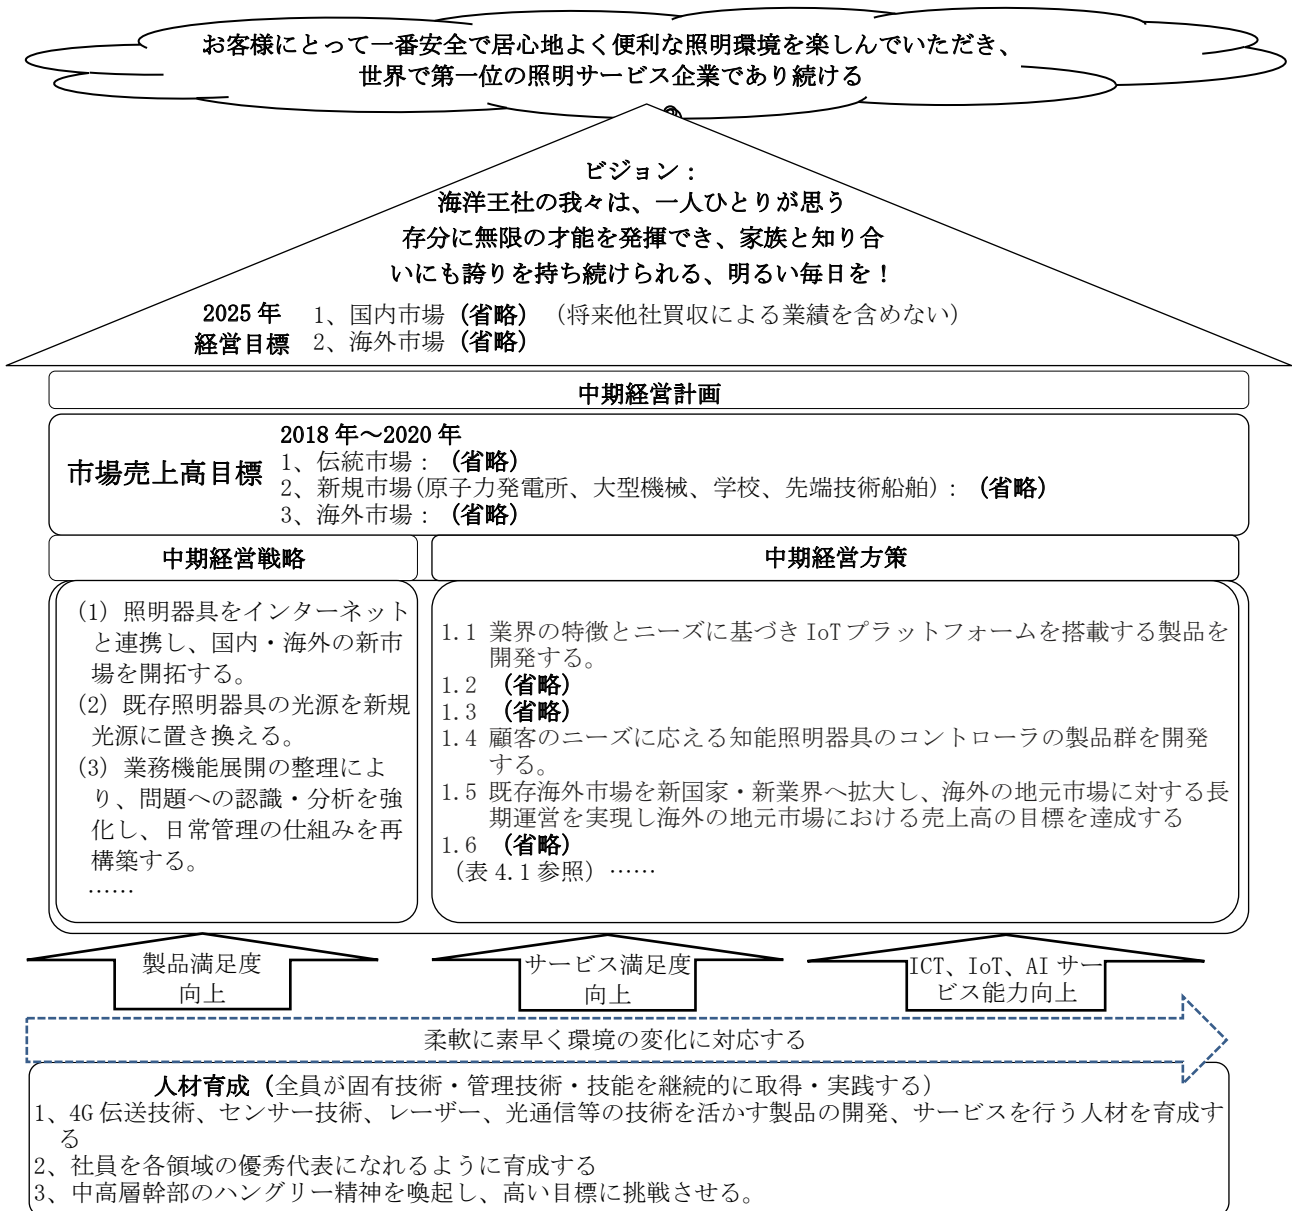 お客様にとって一番安全で居心地よく便利な照明環境を楽しんでいただき、
世界で第一位の照明サービス企業であり続ける
ビジョン：
海洋王社の我々は、一人ひとりが思う
存分に無限の才能を発揮でき、家族と知り合
いにも誇りを持ち続けられる、明るい毎日を！
2025 年
経営目標
1、国内市場（省略）（将来他社買収による業績を含めない）
2、海外市場（省略）
中期経営計画
市場売上高目標
2018 年～2020 年
1、伝統市場：（省略）
2、新規市場(原子力発電所、大型機械、学校、先端技術船舶)：（省略）
3、海外市場：（省略）
中期経営戦略
(1) 照明器具をインターネット
と連携し、国内・海外の新市
場を開拓する。
(2) 既存照明器具の光源を新規
光源に置き換える。
(3) 業務機能展開の整理によ
り、問題への認識・分析を強
化し、日常管理の仕組みを再
構築する。
……
中期経営方策
1.1 業界の特徴とニーズに基づき IoT プラットフォームを搭載する製品を
開発する。
1.2 （省略）
1.3 （省略）
1.4 顧客のニーズに応える知能照明器具のコントローラの製品群を開発
する。
1.5 既存海外市場を新国家・新業界へ拡大し、海外の地元市場に対する長
期運営を実現し海外の地元市場における売上高の目標を達成する
1.6 （省略）
（表 4.1 参照）……
製品満足度
向上
サービス満足度
向上
ICT、IoT、AI サー
ビス能力向上
柔軟に素早く環境の変化に対応する
人材育成（全員が固有技術・管理技術・技能を継続的に取得・実践する）
1、4G 伝送技術、センサー技術、レーザー、光通信等の技術を活かす製品の開発、サービスを行う人材を育成す
る
2、社員を各領域の優秀代表になれるように育成する
3、中高層幹部のハングリー精神を喚起し、高い目標に挑戦させる。